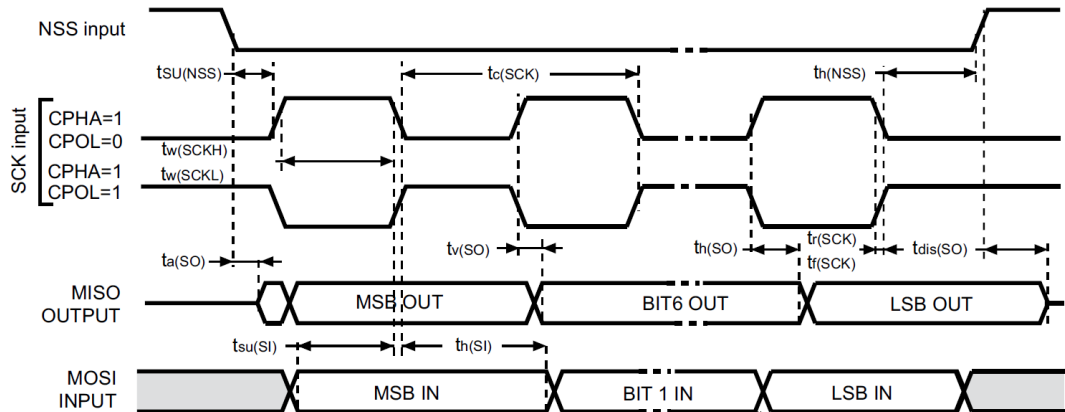 NSS input
tSU(NSS)
tc(SCK)
th(NSS)
SCK input
CPHA=1
CPOL=0
tw(SCKH)
CPHA=1
tw(SCKL)
CPOL=1
ta(SO)
tv(SO)
th(SO)
tr(SCK)
tf(SCK)
tdis(SO)
MISO
OUTPUT
MSB OUT
BIT6 OUT
LSB OUT
tsu(SI)
th(SI)
MOSI
INPUT
MSB IN
BIT 1 IN
LSB IN